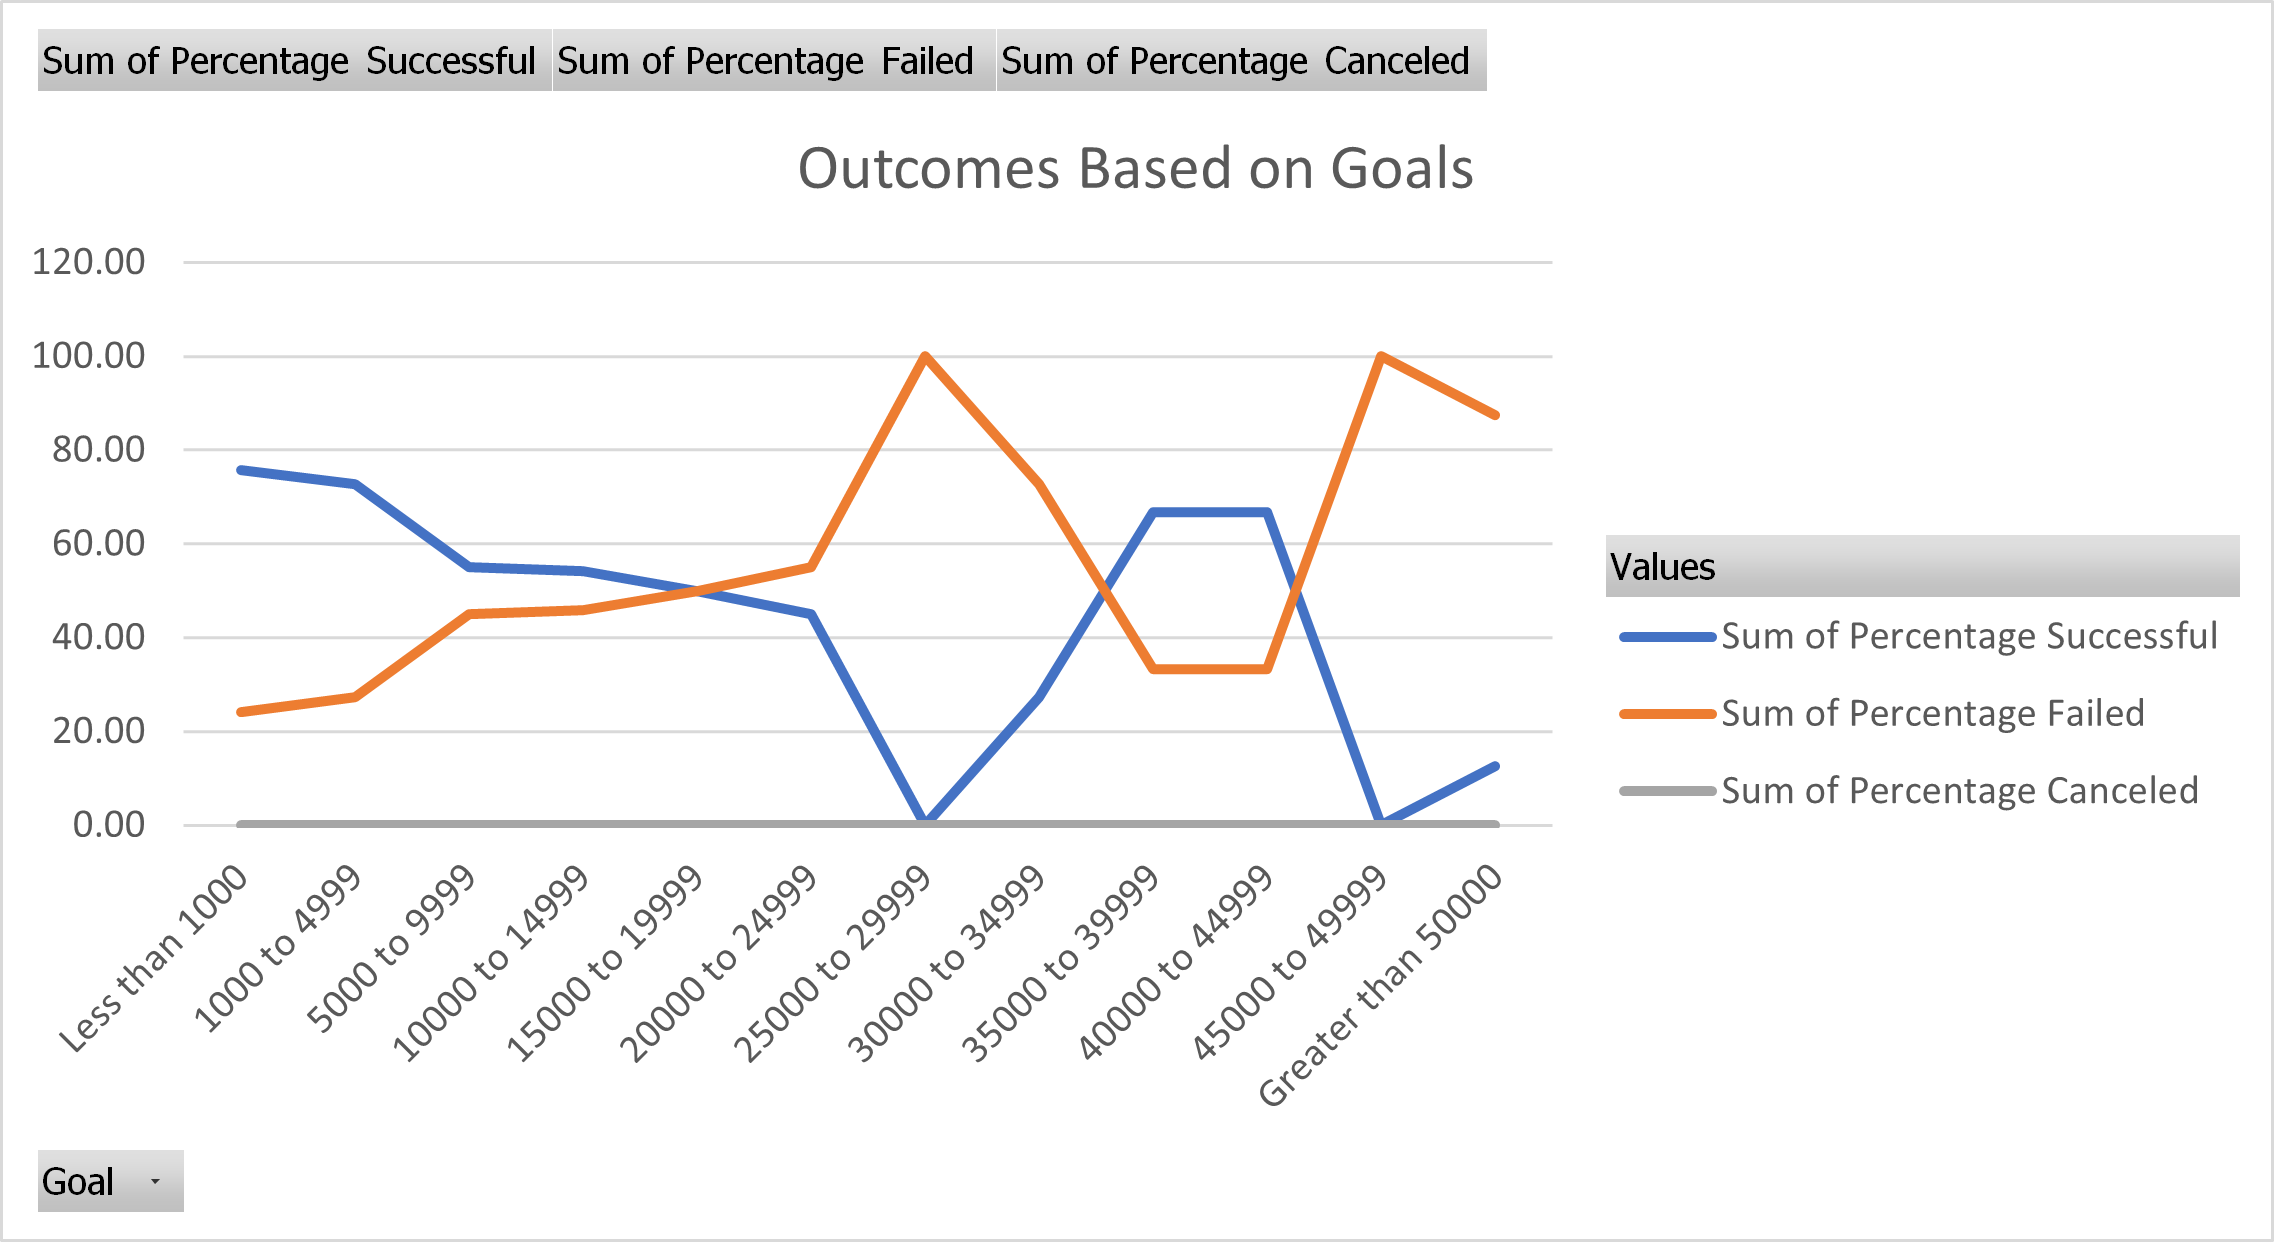 Sum of Percentage Successful Sum of Percentage Failed Sum of Percentage Canceled
Outcomes Based on Goals
120.00
100.00
80.00
60.00
40.00
20.00
0.00
Less than 1000
1000 to 4999
5000 to 9999
10000 to 14999
15000 to 19999
20000 to 24999
25000 to 29999
30000 to 34999
35000 to 39999
40000 to 44999
45000 to 49999
Greater than 50000
Values
Sum of Percentage Successful
Sum of Percentage Failed
Sum of Percentage Canceled
Goal